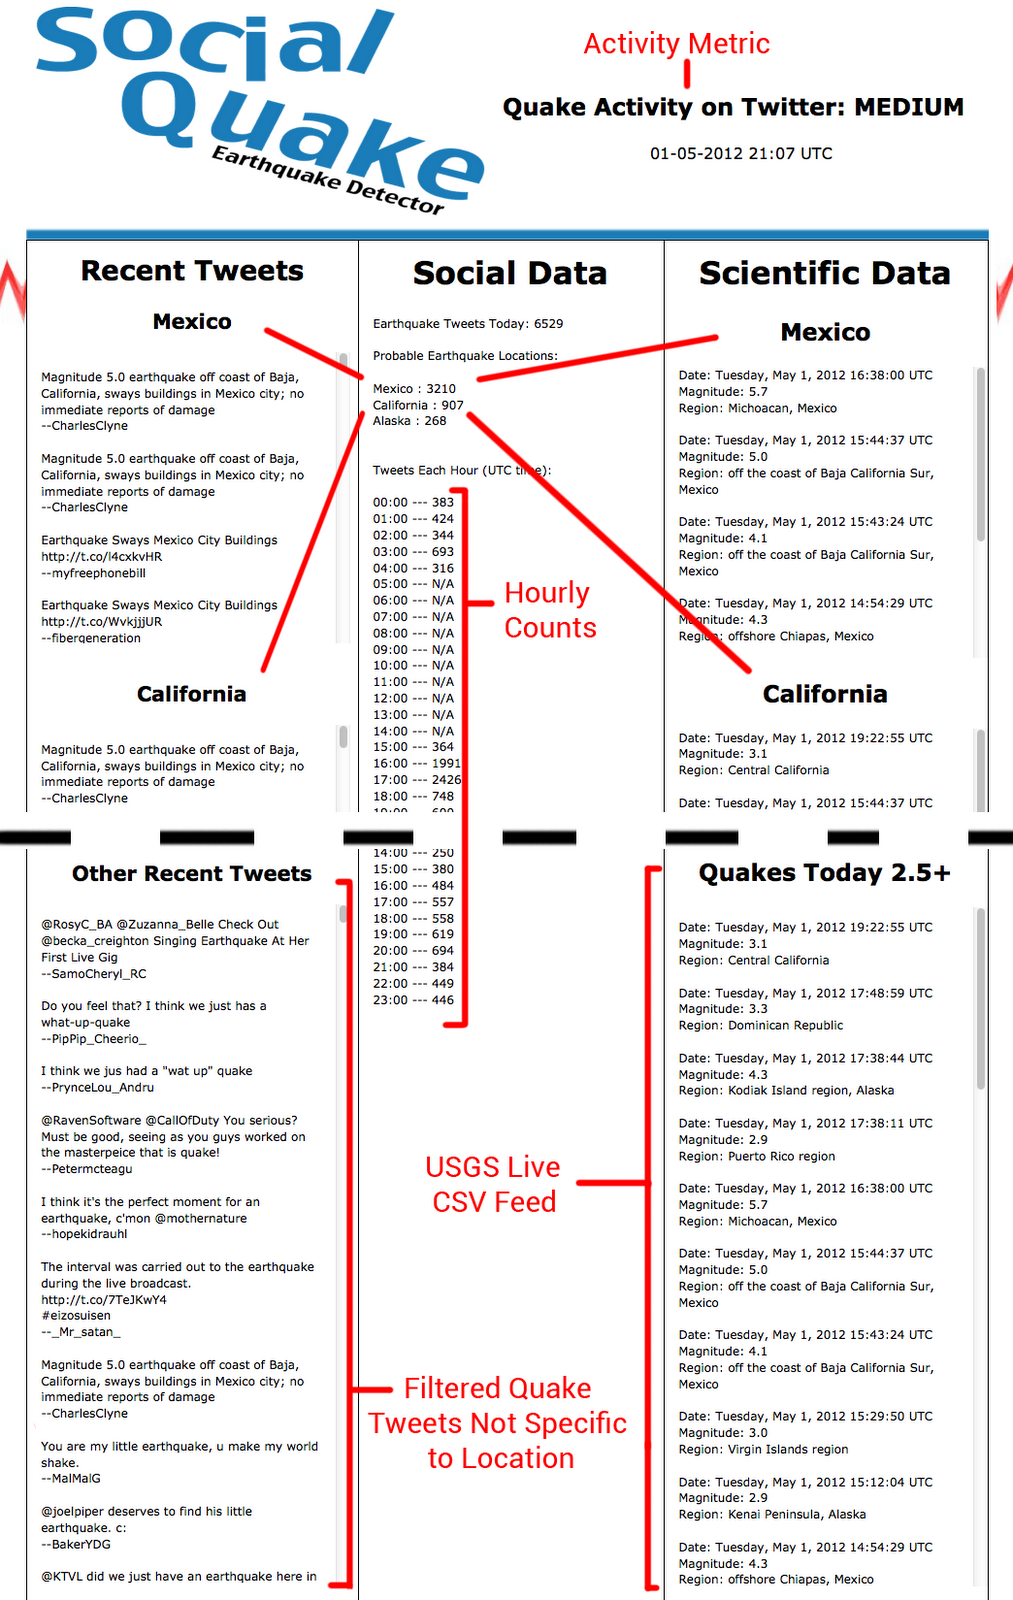 Social
Quake
Earthquake Detector
Activity Metric
Quake Activity on Twitter: MEDIUM
01-05-2012 21:07 UTC
Recent Tweets
Mexico
Magnitude 5.0 earthquake off coast of Baja,
California, sways buildings in Mexico city; no
immediate reports of damage
--CharlesClyne
Magnitude 5.0 earthquake off coast of Baja,
California, sways buildings in Mexico city; no
immediate reports of damage
--CharlesClyne
Earthquake Sways Mexico City Buildings
http://t.co/l4cxkvHR
--myfreephonebill
Earthquake Sways Mexico City Buildings
http://t.co/WvkjjjUR
--fibergeneration
California
Magnitude 5.0 earthquake off coast of Baja,
California, sways buildings in Mexico city; no
immediate reports of damage
--CharlesClyne
Social Data
Earthquake Tweets Today: 6529
Probable Earthquake Locations:
Mexico : 3210
California : 907
Alaska : 268
Tweets Each Hour (UTC time):
00:00 --- 383
01:00 --- 424
02:00 --- 344
03:00 --- 693
04:00 --- 316
05:00 --- N/A
06:00 --- N/A
07:00 --- N/A
08:00 --- N/A
09:00 --- N/A
10:00 --- N/A
11:00 --- N/A
12:00 --- N/A
13:00 --- N/A
14:00 --- N/A
15:00 --- 364
16:00 --- 1991
17:00 --- 2426
18:00 --- 748
Hourly
Counts
Scientific Data
Mexico
Date: Tuesday, May 1, 2012 16:38:00 UTC
Magnitude: 5.7
Region: Michoacan, Mexico
Date: Tuesday, May 1, 2012 15:44:37 UTC
Magnitude: 5.0
Region: off the coast of Baja California Sur,
Mexico
Date: Tuesday, May 1, 2012 15:43:24 UTC
Magnitude: 4.1
Region: off the coast of Baja California Sur,
Mexico
Date: Tuesday, May 1, 2012 14:54:29 UTC
Magnitude: 4.3
Region: offshore Chiapas, Mexico
California
Date: Tuesday, May 1, 2012 19:22:55 UTC
Magnitude: 3.1
Region: Central California
Date: Tuesday, May 1, 2012 15:44:37 UTC
Other Recent Tweets
@RosyC_BA @Zuzanna_Belle Check Out
@becka_creighton Singing Earthquake At Her
First Live Gig
--SamoCheryl_RC
Do you feel that? I think we just has a
what-up-quake
--PipPip_Cheerio_
I think we jus had a "wat up" quake
--PrynceLou_Andru
@RavenSoftware @CallOfDuty You serious?
Must be good, seeing as you guys worked on
the masterpeice that is quake!
--Petermcteagu
I think it's the perfect moment for an
earthquake, c'mon @mothernature
--hopekidrauhl
The interval was carried out to the earthquake
during the live broadcast.
http://t.co/7TeJKwY4
#eizosuisen
--_Mr_satan_
Magnitude 5.0 earthquake off coast of Baja,
California, sways buildings in Mexico city; no
immediate reports of damage
--CharlesClyne
You are my little earthquake, u make my world
shake.
--MalMalG
@joelpiper deserves to find his little
earthquake. c:
--BakerYDG
@KTVL did we just have an earthquake here in
14:00 --- 250
15:00 --- 380
16:00 --- 484
17:00 --- 557
18:00 --- 558
19:00 --- 619
20:00 --- 694
21:00 --- 384
22:00 --- 449
23:00 --- 446
USGS Live
CSV Feed
Filtered Quake
Tweets Not Specific
to Location
Quakes Today 2.5+
Date: Tuesday, May 1, 2012 19:22:55 UTC
Magnitude: 3.1
Region: Central California
Date: Tuesday, May 1, 2012 17:48:59 UTC
Magnitude: 3.3
Region: Dominican Republic
Date: Tuesday, May 1, 2012 17:38:44 UTC
Magnitude: 4.3
Region: Kodiak Island region, Alaska
Date: Tuesday, May 1, 2012 17:38:11 UTC
Magnitude: 2.9
Region: Puerto Rico region
Date: Tuesday, May 1, 2012 16:38:00 UTC
Magnitude: 5.7
Region: Michoacan, Mexico
Date: Tuesday, May 1, 2012 15:44:37 UTC
Magnitude: 5.0
Region: off the coast of Baja California Sur,
Mexico
Date: Tuesday, May 1, 2012 15:43:24 UTC
Magnitude: 4.1
Region: off the coast of Baja California Sur,
Mexico
Date: Tuesday, May 1, 2012 15:29:50 UTC
Magnitude: 3.0
Region: Virgin Islands region
Date: Tuesday, May 1, 2012 15:12:04 UTC
Magnitude: 2.9
Region: Kenai Peninsula, Alaska
Date: Tuesday, May 1, 2012 14:54:29 UTC
Magnitude: 4.3
Region: offshore Chiapas, Mexico